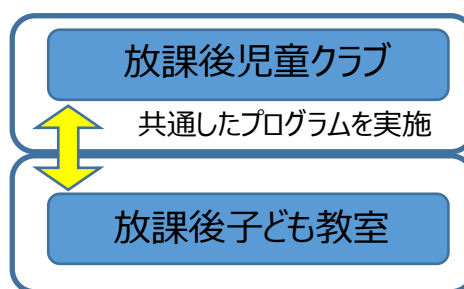 放課後児童クラブ
共通したプログラムを実施
放課後子ども教室